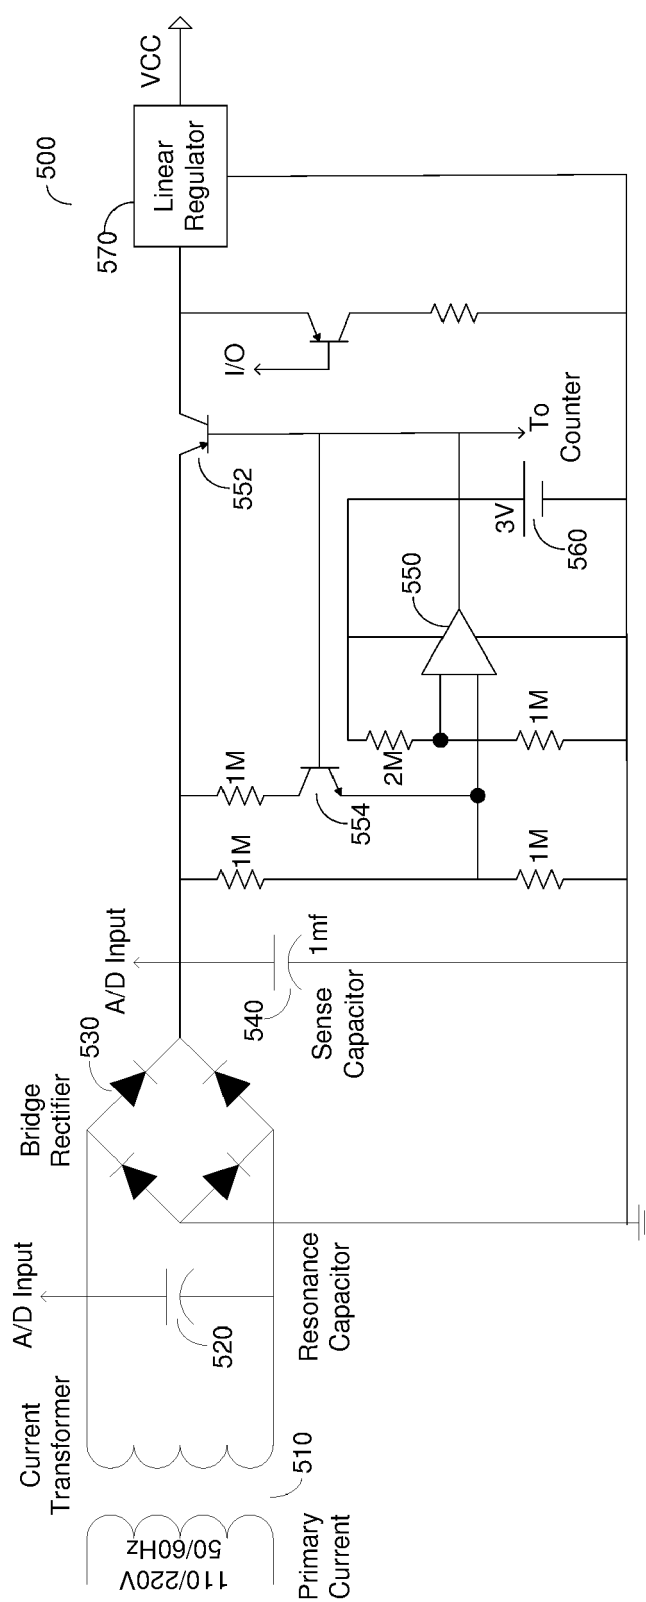 500
110/220V
50/60Hz
Primary
Current
510
Current
Transformer
A/D Input
520
Resonance
Capacitor
Bridge
Rectifier
530
A/D Input
540
1mf
Sense
Capacitor
1M
1M
1M
554
2M
1M
550
3V
560
552
To
Counter
I/O
570
Linear
Regulator
VCC